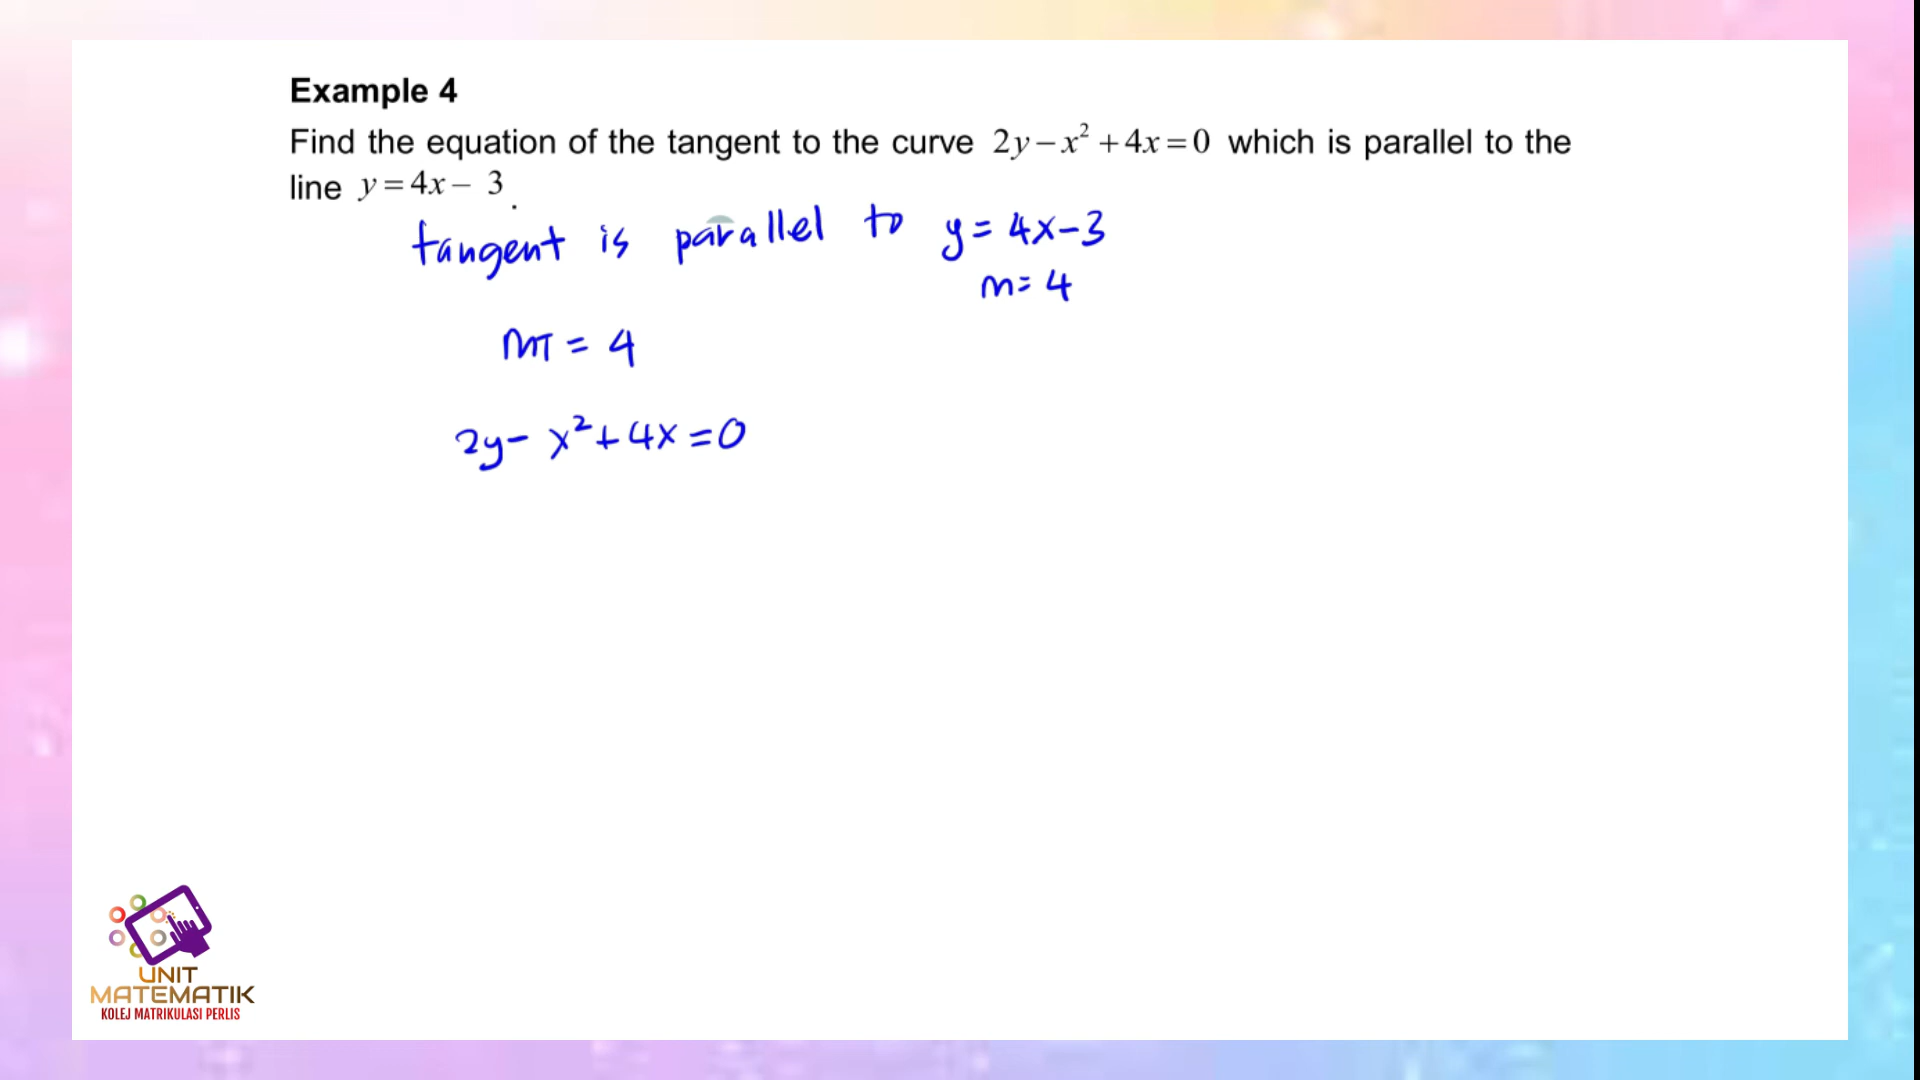 Example 4
Find the equation of the tangent to the curve 2y − x² + 4x = 0 which is parallel to the
line y = 4x − 3 .
tangent is parallel to y = 4x − 3
m = 4
mT = 4
2y − x² + 4x = 0
UNIT
MATEMATIK
KOLEJ MATRIKULASI PERLIS